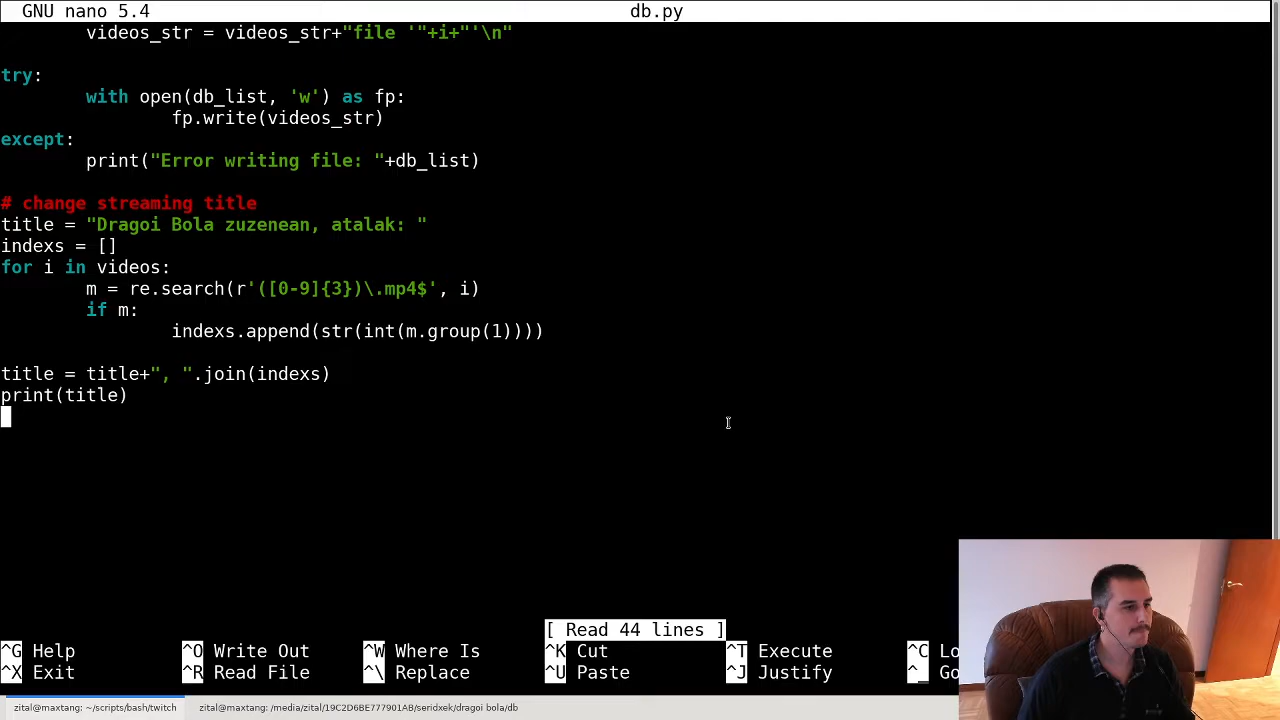 GNU nano 5.4 db.py
videos_str = videos_str+"file '"+i+"'\n"
try:
with open(db_list, 'w') as fp:
fp.write(videos_str)
except:
print("Error writing file: "+db_list)
# change streaming title
title = "Dragoi Bola zuzenean, atalak: "
indexs = []
for i in videos:
m = re.search(r'([0-9]{3})\.mp4$', i)
if m:
indexs.append(str(int(m.group(1))))
title = title+", ".join(indexs)
print(title)
[ Read 44 lines ]
^G Help ^O Write Out ^W Where Is ^K Cut ^T Execute ^C Lo
^X Exit ^R Read File ^\ Replace ^U Paste ^J Justify ^_ Go
zital@maxtang: ~/scripts/bash/twitch zital@maxtang: /media/zital/19C2D6BE777901AB/seridxek/dragoi bola/db